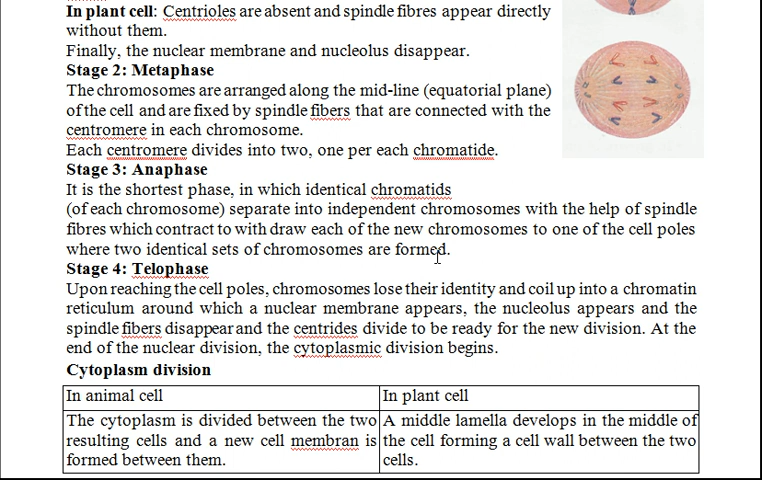 In plant cell: Centrioles are absent and spindle fibres appear directly
without them.
Finally, the nuclear membrane and nucleolus disappear.
Stage 2: Metaphase
The chromosomes are arranged along the mid-line (equatorial plane)
of the cell and are fixed by spindle fibers that are connected with the
centromere in each chromosome.
Each centromere divides into two, one per each chromatide.
Stage 3: Anaphase
It is the shortest phase, in which identical chromatids
(of each chromosome) separate into independent chromosomes with the help of spindle
fibres which contract to with draw each of the new chromosomes to one of the cell poles
where two identical sets of chromosomes are formed.
Stage 4: Telophase
Upon reaching the cell poles, chromosomes lose their identity and coil up into a chromatin
reticulum around which a nuclear membrane appears, the nucleolus appears and the
spindle fibers disappear and the centrides divide to be ready for the new division. At the
end of the nuclear division, the cytoplasmic division begins.
Cytoplasm division
In animal cell
In plant cell
The cytoplasm is divided between the two
resulting cells and a new cell membran is
formed between them.
A middle lamella develops in the middle of
the cell forming a cell wall between the two
cells.